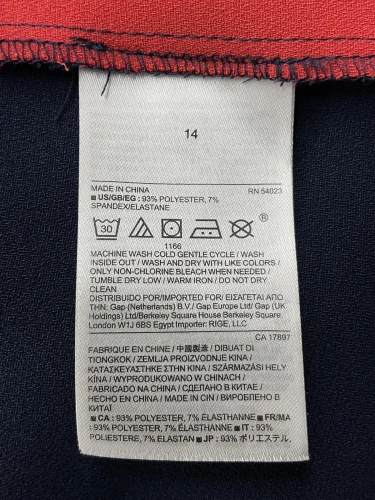 14
MADE IN CHINA RN 54023
■ US/GB/EG : 93% POLYESTER, 7%
SPANDEX/ELASTANE
30 ®
1166
MACHINE WASH COLD GENTLE CYCLE / WASH
INSIDE OUT / WASH AND DRY WITH LIKE COLORS /
ONLY NON-CHLORINE BLEACH WHEN NEEDED /
TUMBLE DRY LOW / WARM IRON / DO NOT DRY
CLEAN
DISTRIBUIDO POR/IMPORTED FOR/ ΕΙΣΑΓΕΤΑΙ ΑΠΟ
ΤΗΝ: Gap (Netherlands) B.V./ Gap Europe Ltd/ Gap (UK
Holdings) Ltd/Berkeley Square House Berkeley Square,
London W1J 6BS Egypt Importer: RIGE, LLC
CA 17897
FABRIQUÉ EN CHINE / 中國製造 / DIBUAT DI
TIONGKOK / ZEMLJA PROIZVODNJE KINA /
ΚΑΤΑΣΚΕΥΑΣΤΗΚΕ ΣΤΗΝ ΚΙΝΑ / SZÁRMAZÁSI HELY
KÍNA / WYPRODUKOWANO W CHINACH /
FABRICADO NA CHINA / СДЕЛАНО В КИТАЕ /
HECHO EN CHINA / MADE IN CIN / ВИРОБЛЕНО В
КИТАЇ
■ CA : 93% POLYESTER, 7% ÉLASTHANNE ■ FR/MA
: 93% POLYESTER, 7% ÉLASTHANNE ■ IT : 93%
POLIESTERE, 7% ELASTAN ■ JP : 93% ポリエステル,